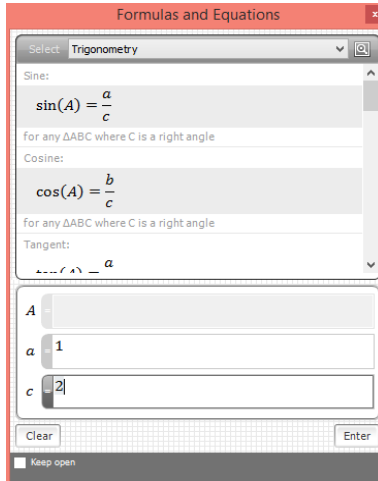 Formulas and Equations
x
Select Trigonometry
Sine:
sin(A) = a/c
for any ΔABC where C is a right angle
Cosine:
cos(A) = b/c
for any ΔABC where C is a right angle
Tangent:
tan(A) = a
A =
a = 1
c = 2
Clear Enter
Keep open